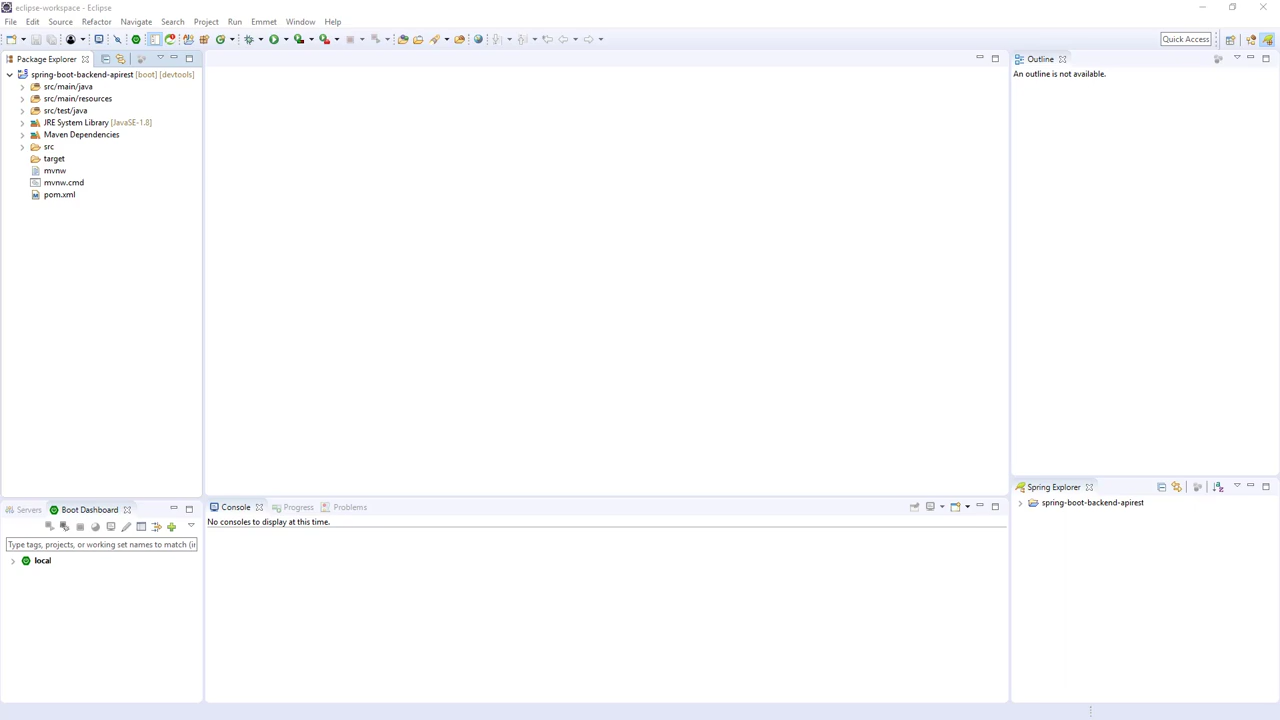 eclipse-workspace - Eclipse
File Edit Source Refactor Navigate Search Project Run Emmet Window Help
Quick Access
Package Explorer
spring-boot-backend-apirest [boot] [devtools]
src/main/java
src/main/resources
src/test/java
JRE System Library [JavaSE-1.8]
Maven Dependencies
src
target
mvnw
mvnw.cmd
pom.xml
Outline
An outline is not available.
Servers Boot Dashboard
Type tags, projects, or working set names to match (i
local
Console Progress Problems
No consoles to display at this time.
Spring Explorer
spring-boot-backend-apirest